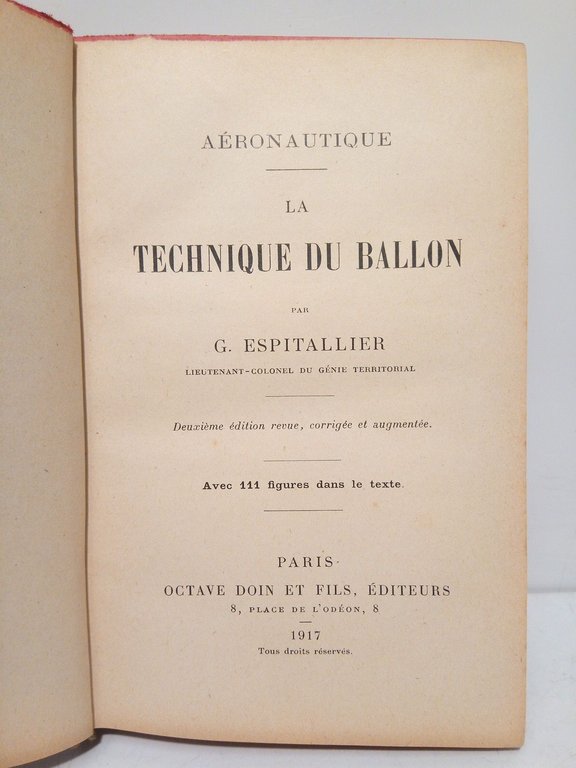 AÉRONAUTIQUE
LA
TECHNIQUE DU BALLON
PAR
G. ESPITALLIER
LIEUTENANT-COLONEL DU GÉNIE TERRITORIAL
Deuxième édition revue, corrigée et augmentée.
Avec 111 figures dans le texte.
PARIS
OCTAVE DOIN ET FILS, ÉDITEURS
8, PLACE DE L'ODÉON, 8
1917
Tous droits réservés.